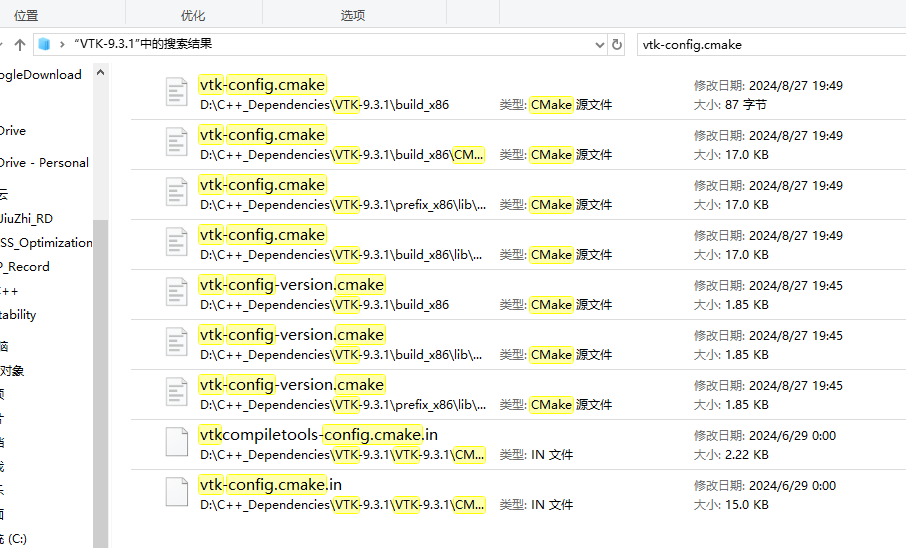 位置
优化
选项
“VTK-9.3.1”中的搜索结果
vtk-config.cmake
ogleDownload
Drive
Drive - Personal
云
JiuZhi_RD
SS_Optimization
P_Record
C++
tability
脑
对象
(C:)
vtk-config.cmake
修改日期: 2024/8/27 19:49
D:\C++_Dependencies\VTK-9.3.1\build_x86
类型: CMake 源文件
大小: 87 字节
vtk-config.cmake
修改日期: 2024/8/27 19:49
D:\C++_Dependencies\VTK-9.3.1\build_x86\CM...
类型: CMake 源文件
大小: 17.0 KB
vtk-config.cmake
修改日期: 2024/8/27 19:49
D:\C++_Dependencies\VTK-9.3.1\prefix_x86\lib\...
类型: CMake 源文件
大小: 17.0 KB
vtk-config.cmake
修改日期: 2024/8/27 19:49
D:\C++_Dependencies\VTK-9.3.1\build_x86\lib\...
类型: CMake 源文件
大小: 17.0 KB
vtk-config-version.cmake
修改日期: 2024/8/27 19:45
D:\C++_Dependencies\VTK-9.3.1\build_x86
类型: CMake 源文件
大小: 1.85 KB
vtk-config-version.cmake
修改日期: 2024/8/27 19:45
D:\C++_Dependencies\VTK-9.3.1\build_x86\lib\...
类型: CMake 源文件
大小: 1.85 KB
vtk-config-version.cmake
修改日期: 2024/8/27 19:45
D:\C++_Dependencies\VTK-9.3.1\prefix_x86\lib\...
类型: CMake 源文件
大小: 1.85 KB
vtkcompiletools-config.cmake.in
修改日期: 2024/6/29 0:00
D:\C++_Dependencies\VTK-9.3.1\VTK-9.3.1\CM...
类型: IN 文件
大小: 2.22 KB
vtk-config.cmake.in
修改日期: 2024/6/29 0:00
D:\C++_Dependencies\VTK-9.3.1\VTK-9.3.1\CM...
类型: IN 文件
大小: 15.0 KB